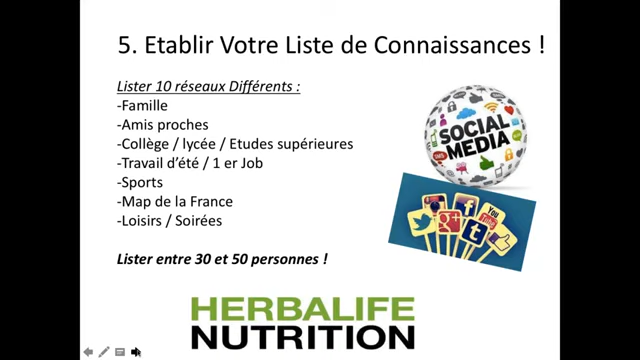 5. Etablir Votre Liste de Connaissances !
Lister 10 réseaux Différents :
-Famille
-Amis proches
-Collège / lycée / Etudes supérieures
-Travail d'été / 1 er Job
-Sports
-Map de la France
-Loisirs / Soirées
Lister entre 30 et 50 personnes !
SOCIAL
MEDIA
You
Tube
HERBALIFE
NUTRITION